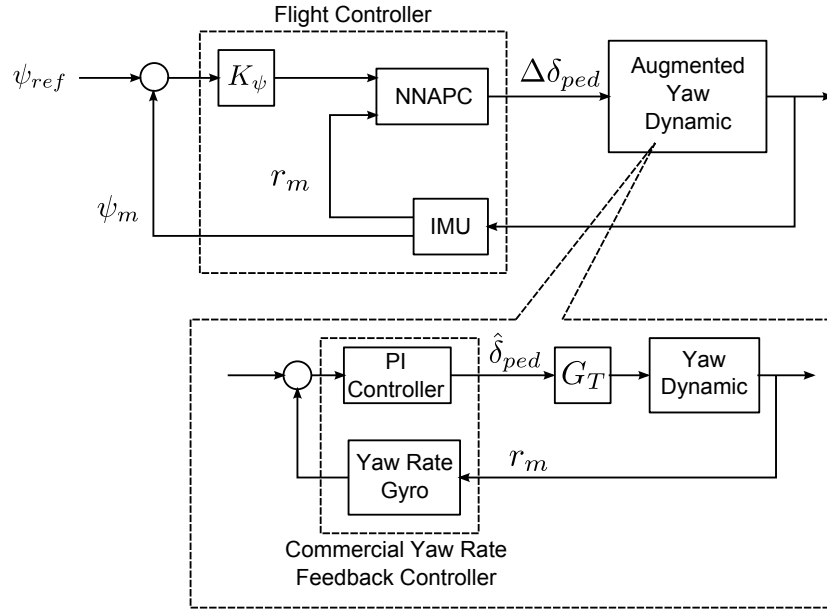 Flight Controller
ψ_ref
K_ψ
NNAPC
Δδ_ped
Augmented
Yaw
Dynamic
r_m
ψ_m
IMU
PI
Controller
δ̂_ped
G_T
Yaw
Dynamic
Yaw Rate
Gyro
r_m
Commercial Yaw Rate
Feedback Controller